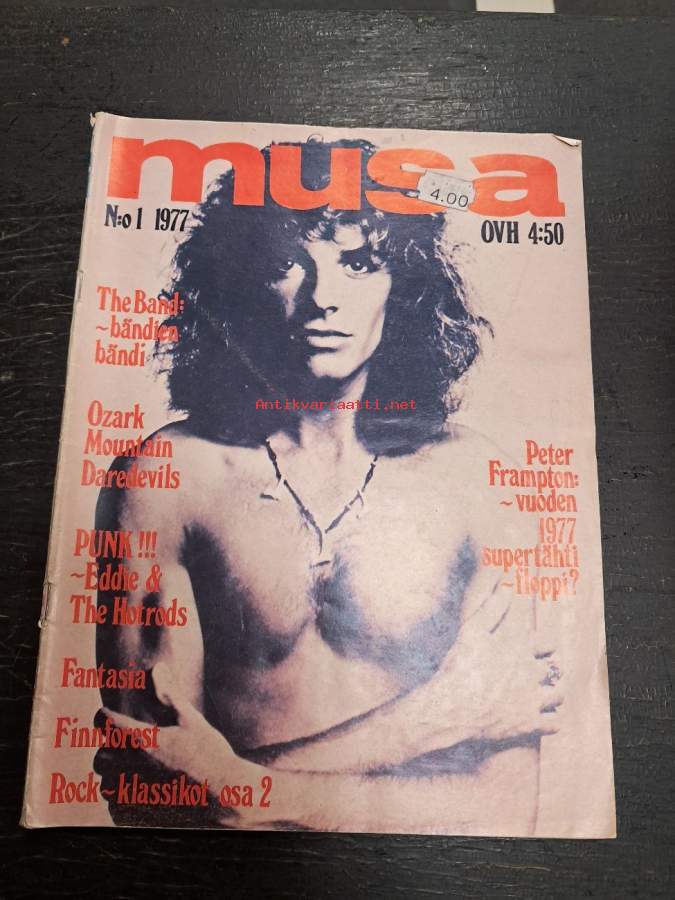 musa
4.00
N:o 1 1977
OVH 4:50
The Band:
~bändien
bändi
Antikvariaatti.net
Ozark
Mountain
Daredevils
Peter
Frampton:
~vuoden
1977
supertähti
~floppi?
PUNK!!!
~Eddie &
The Hotrods
Fantasia
Finnforest
Rock~klassikot osa 2